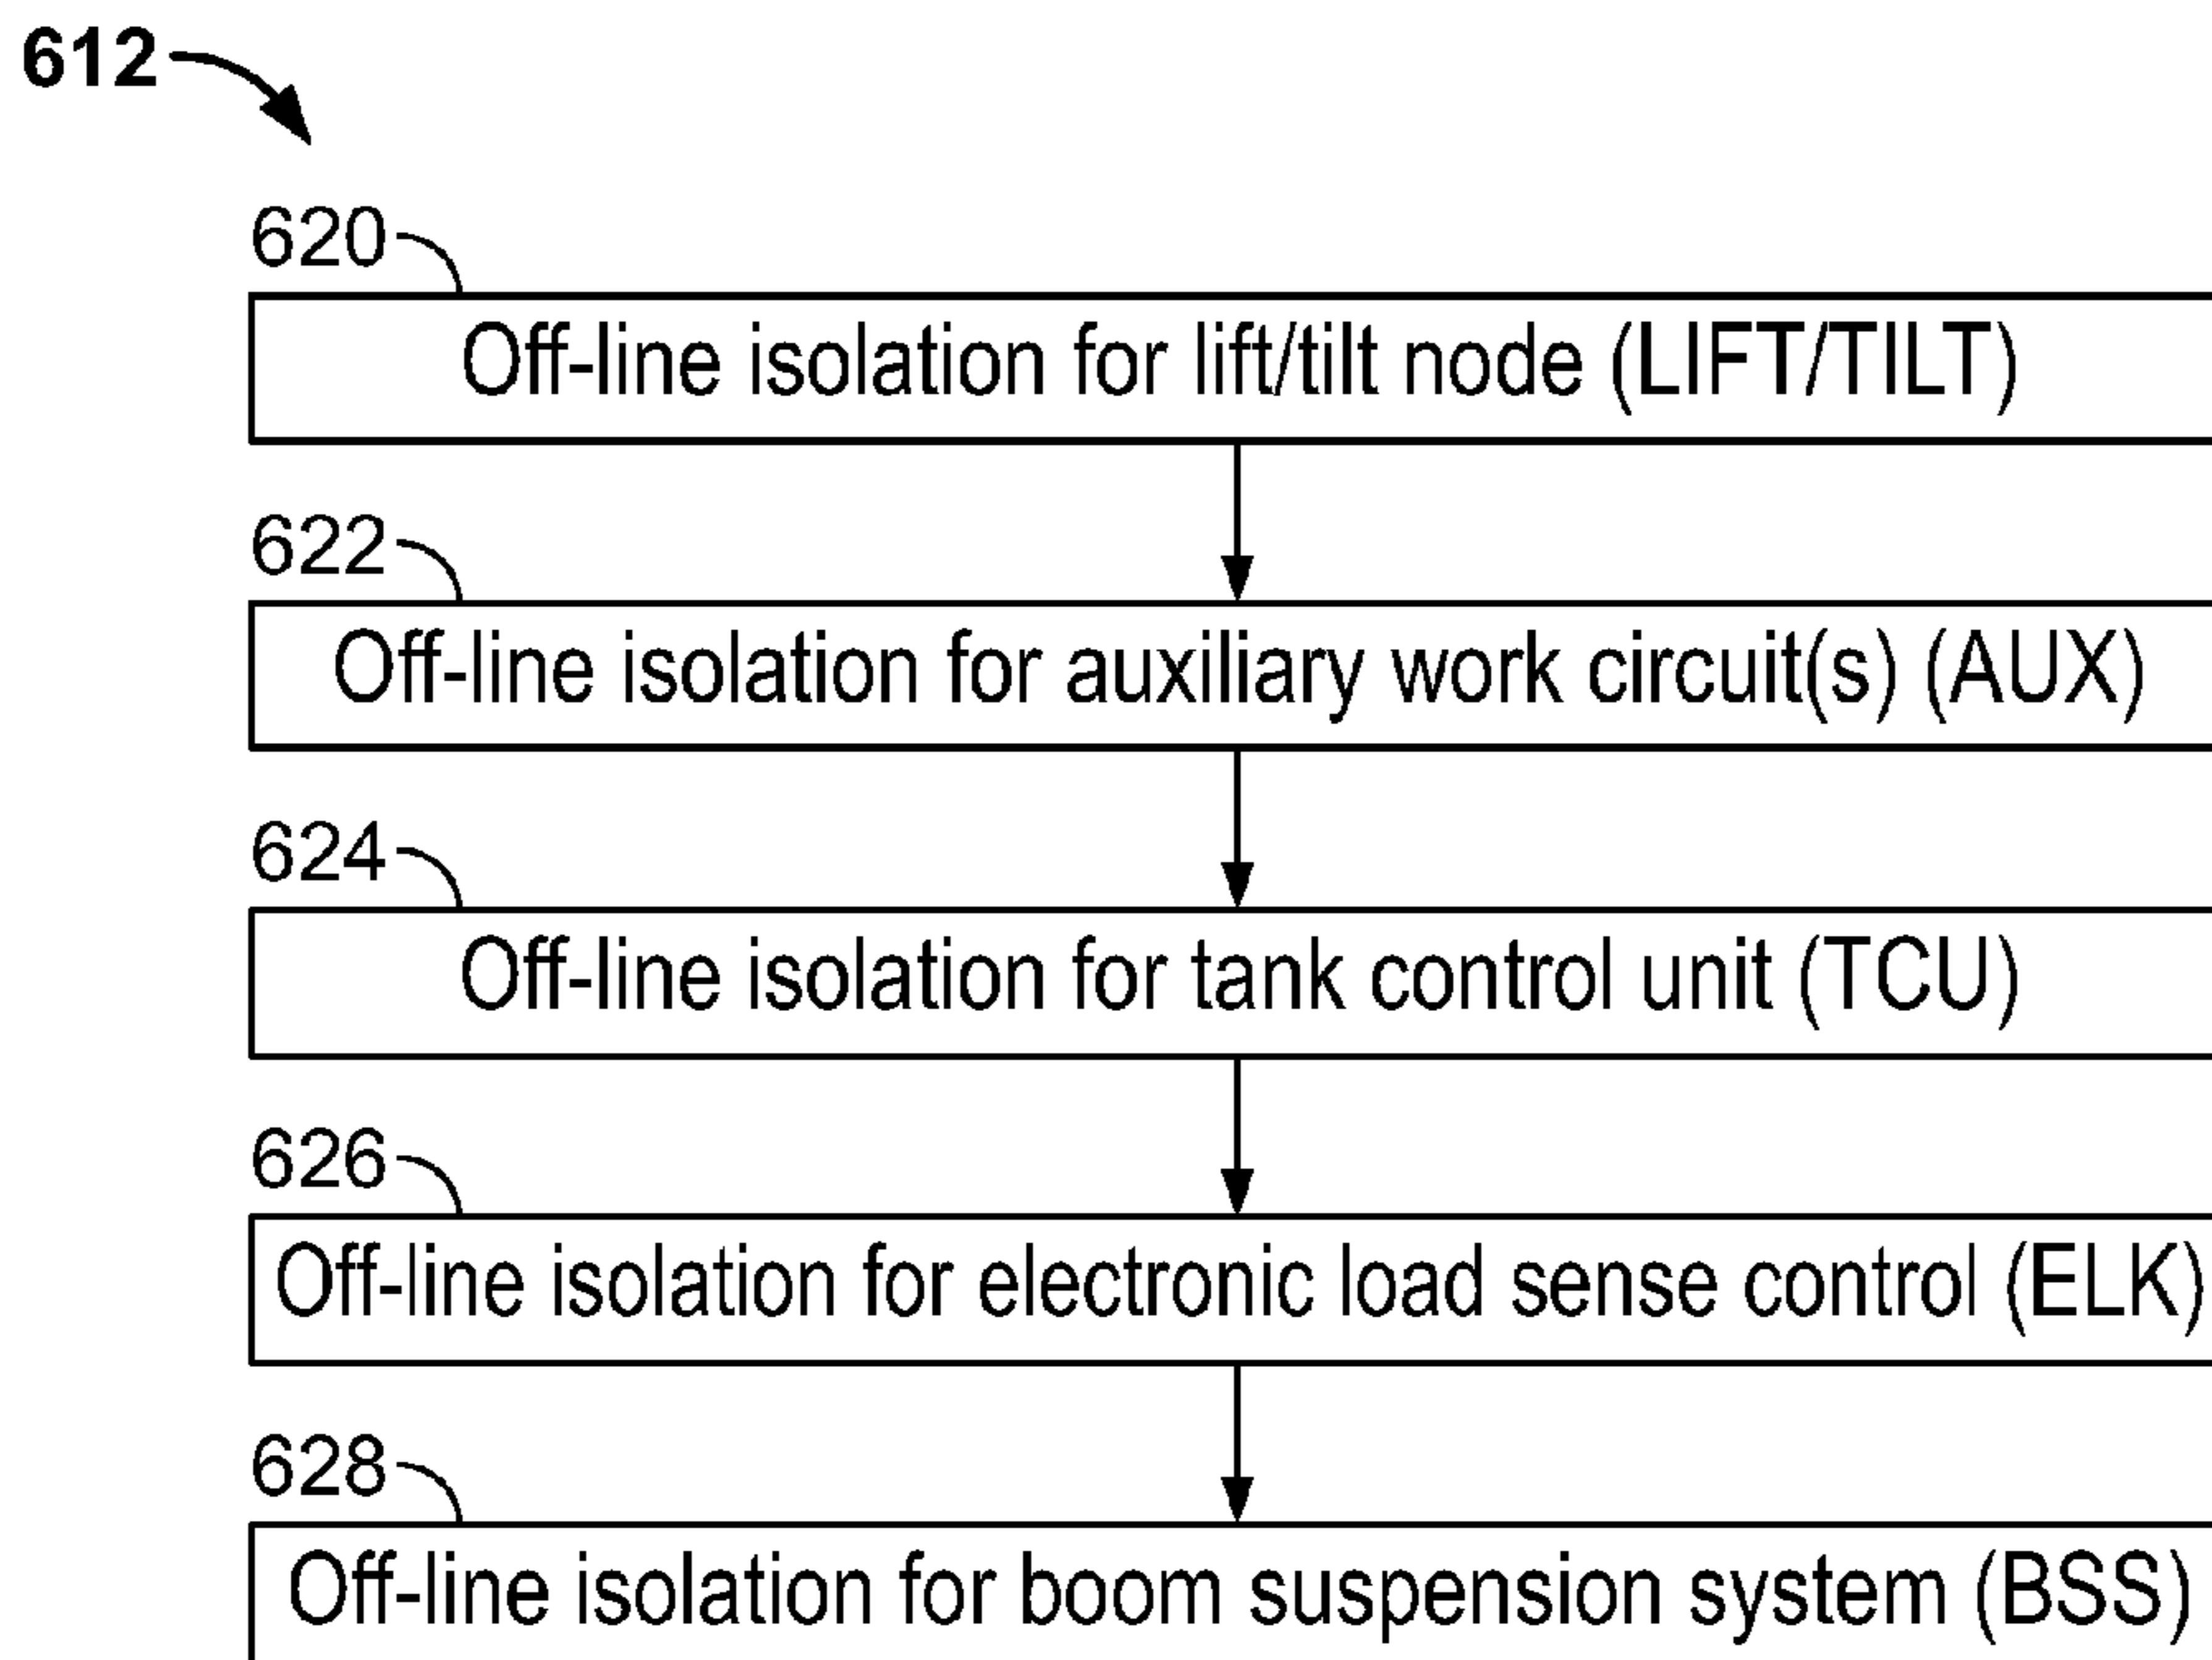 612
620
Off-line isolation for lift/tilt node (LIFT/TILT)
622
Off-line isolation for auxiliary work circuit(s) (AUX)
624
Off-line isolation for tank control unit (TCU)
626
Off-line isolation for electronic load sense control (ELK)
628
Off-line isolation for boom suspension system (BSS)